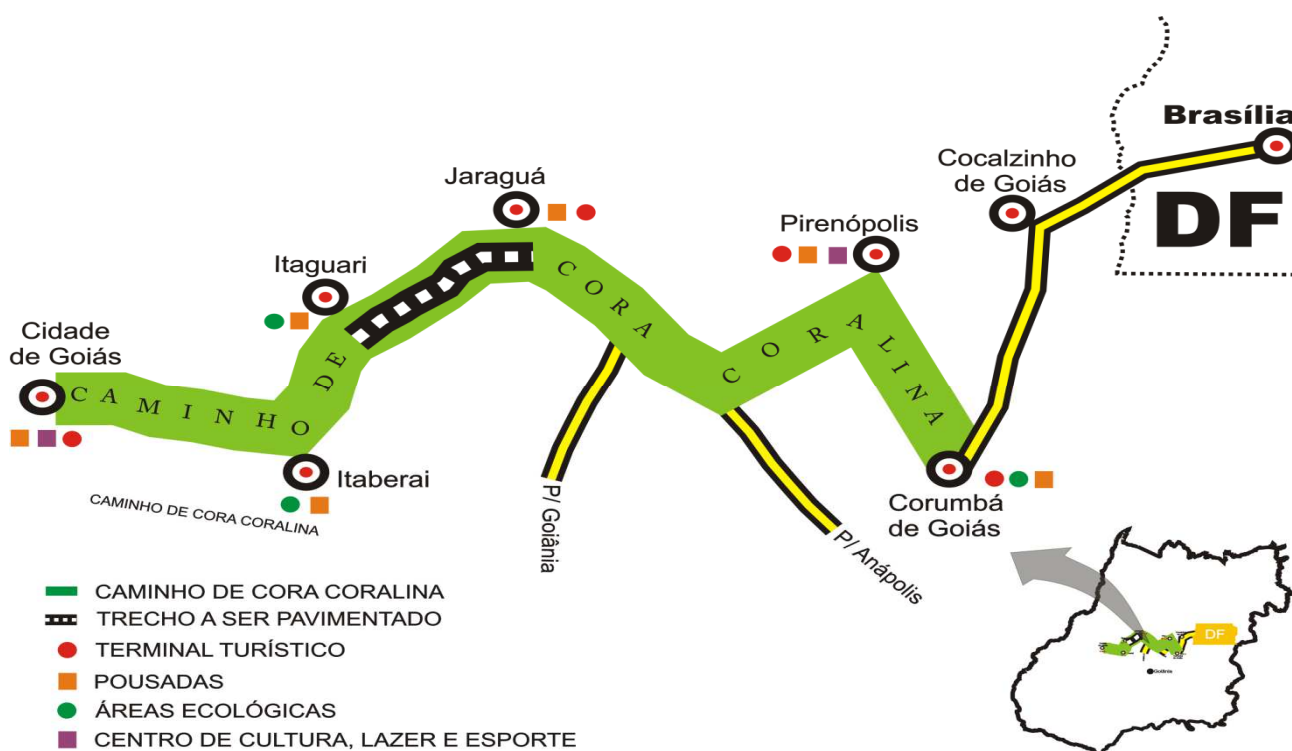 Brasília
DF
Cocalzinho
de Goiás
Jaraguá
Pirenópolis
Itaguari
Cidade
de Goiás
CAMINHO DE CORA CORALINA
Itaberai
CAMINHO DE CORA CORALINA
P/ Goiânia
P/ Anápolis
Corumbá
de Goiás
CAMINHO DE CORA CORALINA
TRECHO A SER PAVIMENTADO
TERMINAL TURÍSTICO
POUSADAS
ÁREAS ECOLÓGICAS
CENTRO DE CULTURA, LAZER E ESPORTE
DF
Goiânia